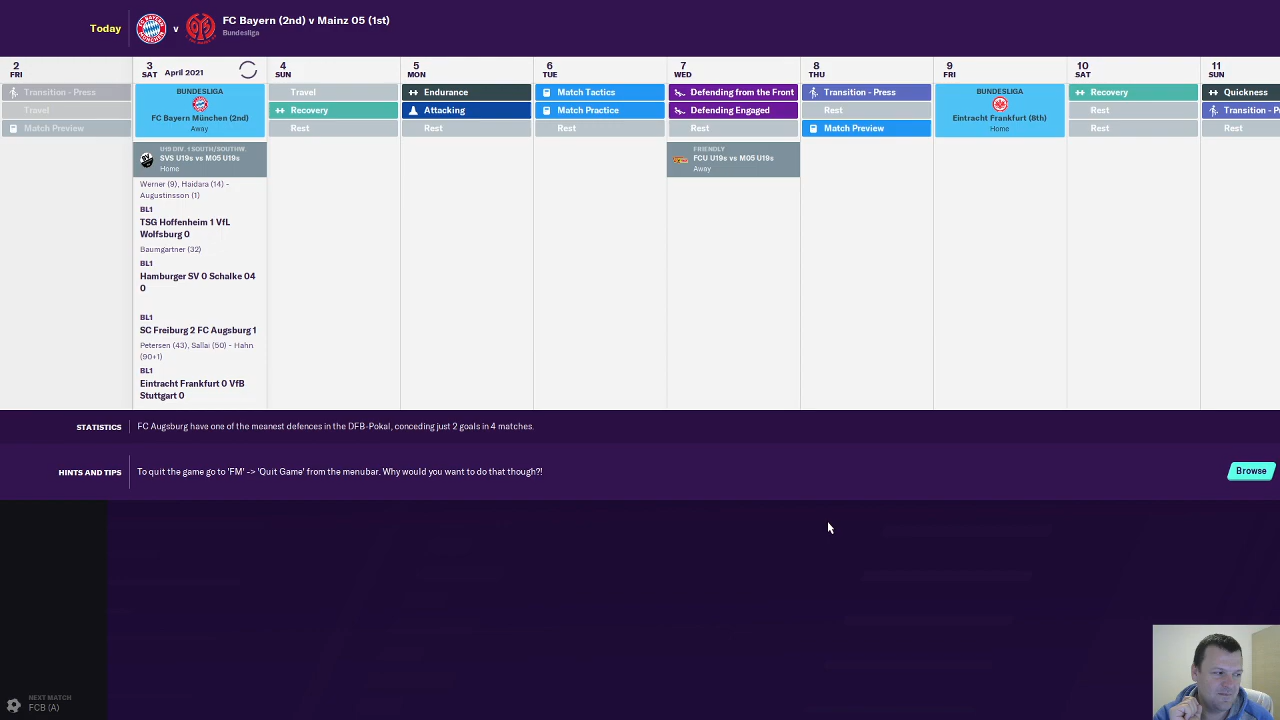 Today
FC Bayern (2nd) v Mainz 05 (1st)
v
Bundesliga
2
FRI
Transition - Press
Travel
Match Preview
3
SAT April 2021
BUNDESLIGA
FC Bayern München (2nd)
Away
U19 DIV. 1 SOUTH/SOUTHW.
SVS U19s vs M05 U19s
Home
Werner (9), Haidara (14) -
Augustinsson (1)
BL1
TSG Hoffenheim 1 VfL
Wolfsburg 0
Baumgartner (32)
BL1
Hamburger SV 0 Schalke 04
0
BL1
SC Freiburg 2 FC Augsburg 1
Petersen (43), Sallai (50) - Hahn
(90+1)
BL1
Eintracht Frankfurt 0 VfB
Stuttgart 0
4
SUN
Travel
Recovery
Rest
5
MON
Endurance
Attacking
Rest
6
TUE
Match Tactics
Match Practice
Rest
7
WED
Defending from the Front
Defending Engaged
Rest
FRIENDLY
FCU U19s vs M05 U19s
Away
8
THU
Transition - Press
Rest
Match Preview
9
FRI
BUNDESLIGA
Eintracht Frankfurt (8th)
Home
10
SAT
Recovery
Rest
Rest
11
SUN
Quickness
Transition -
Rest
STATISTICS
FC Augsburg have one of the meanest defences in the DFB-Pokal, conceding just 2 goals in 4 matches.
HINTS AND TIPS
To quit the game go to 'FM' -> 'Quit Game' from the menubar. Why would you want to do that though?!
Browse
NEXT MATCH
FCB (A)